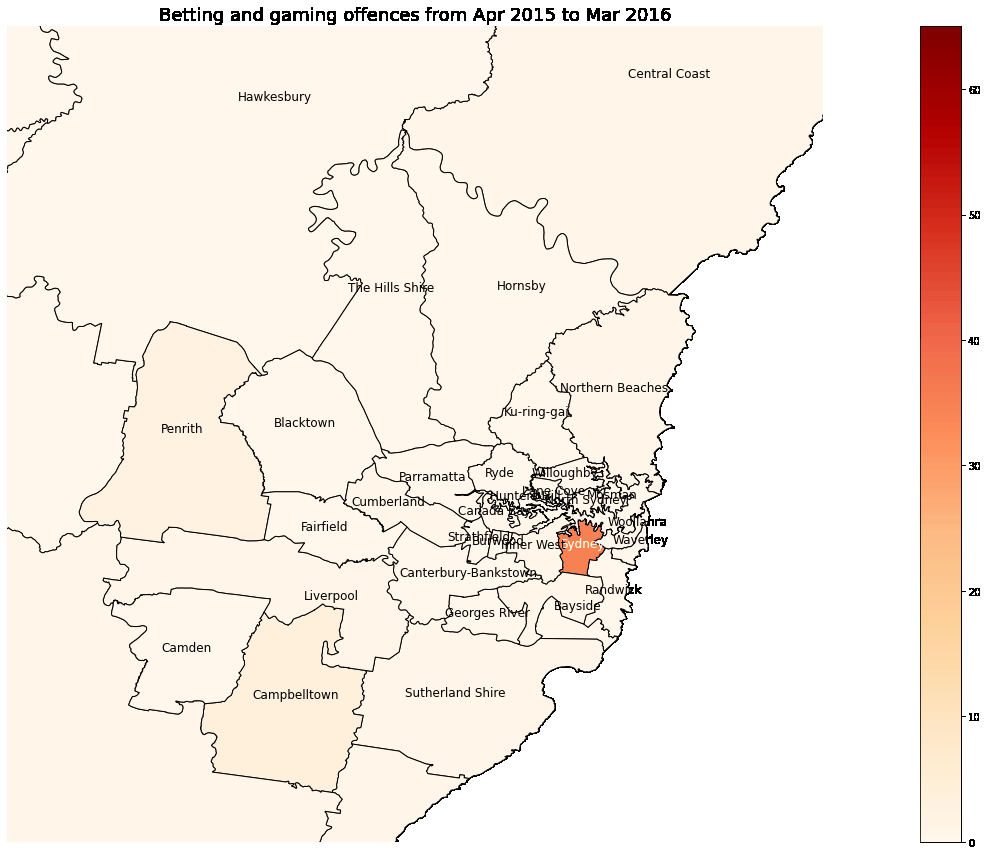 Betting and gaming offences from Apr 2015 to Mar 2016
Central Coast
Hawkesbury
The Hills Shire
Hornsby
Northern Beaches
Ku-ring-gai
Blacktown
Penrith
Parramatta
Ryde
Willoughby
Lane Cove
Mosman
Hunters Hill
North Sydney
Cumberland
Canada Bay
Fairfield
Woollahra
Strathfield
Burwood
Inner West
Sydney
Waverley
Canterbury-Bankstown
Liverpool
Randwick
Bayside
Georges River
Camden
Campbelltown
Sutherland Shire
60
50
40
30
20
10
0